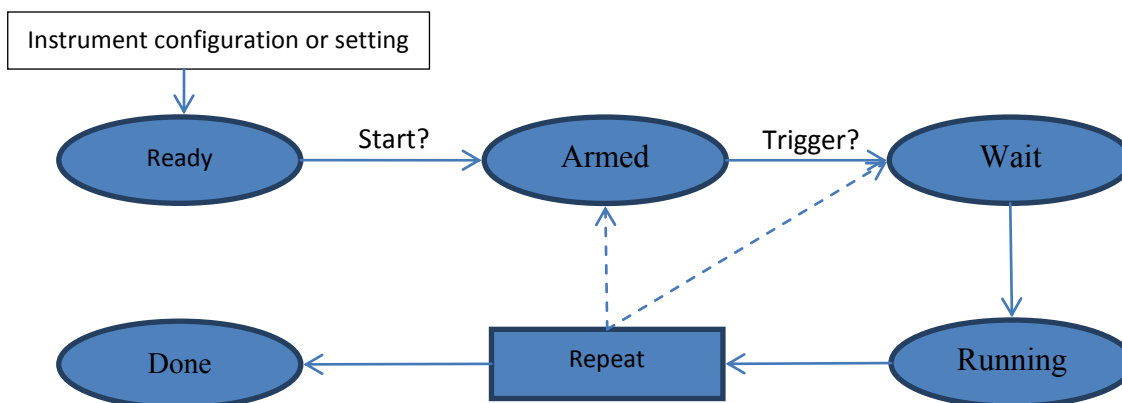 Instrument configuration or setting
Ready
Start?
Armed
Trigger?
Wait
Done
Repeat
Running